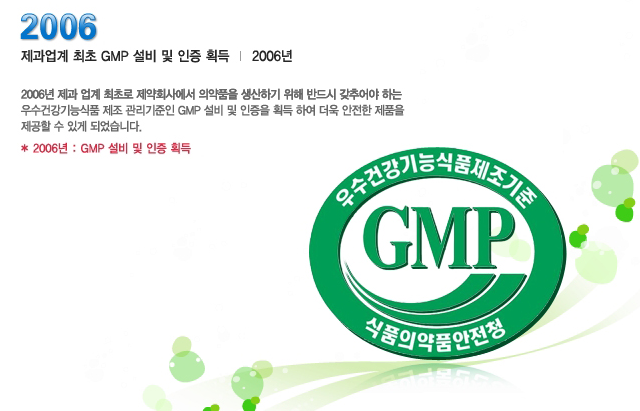 2006
제과업계 최초 GMP 설비 및 인증 획득 | 2006년
2006년 제과 업계 최초로 제약회사에서 의약품을 생산하기 위해 반드시 갖추어야 하는
우수건강기능식품 제조 관리기준인 GMP 설비 및 인증을 획득 하여 더욱 안전한 제품을
제공할 수 있게 되었습니다.
* 2006년 : GMP 설비 및 인증 획득
우수건강기능식품제조기준
GMP
식품의약품안전청